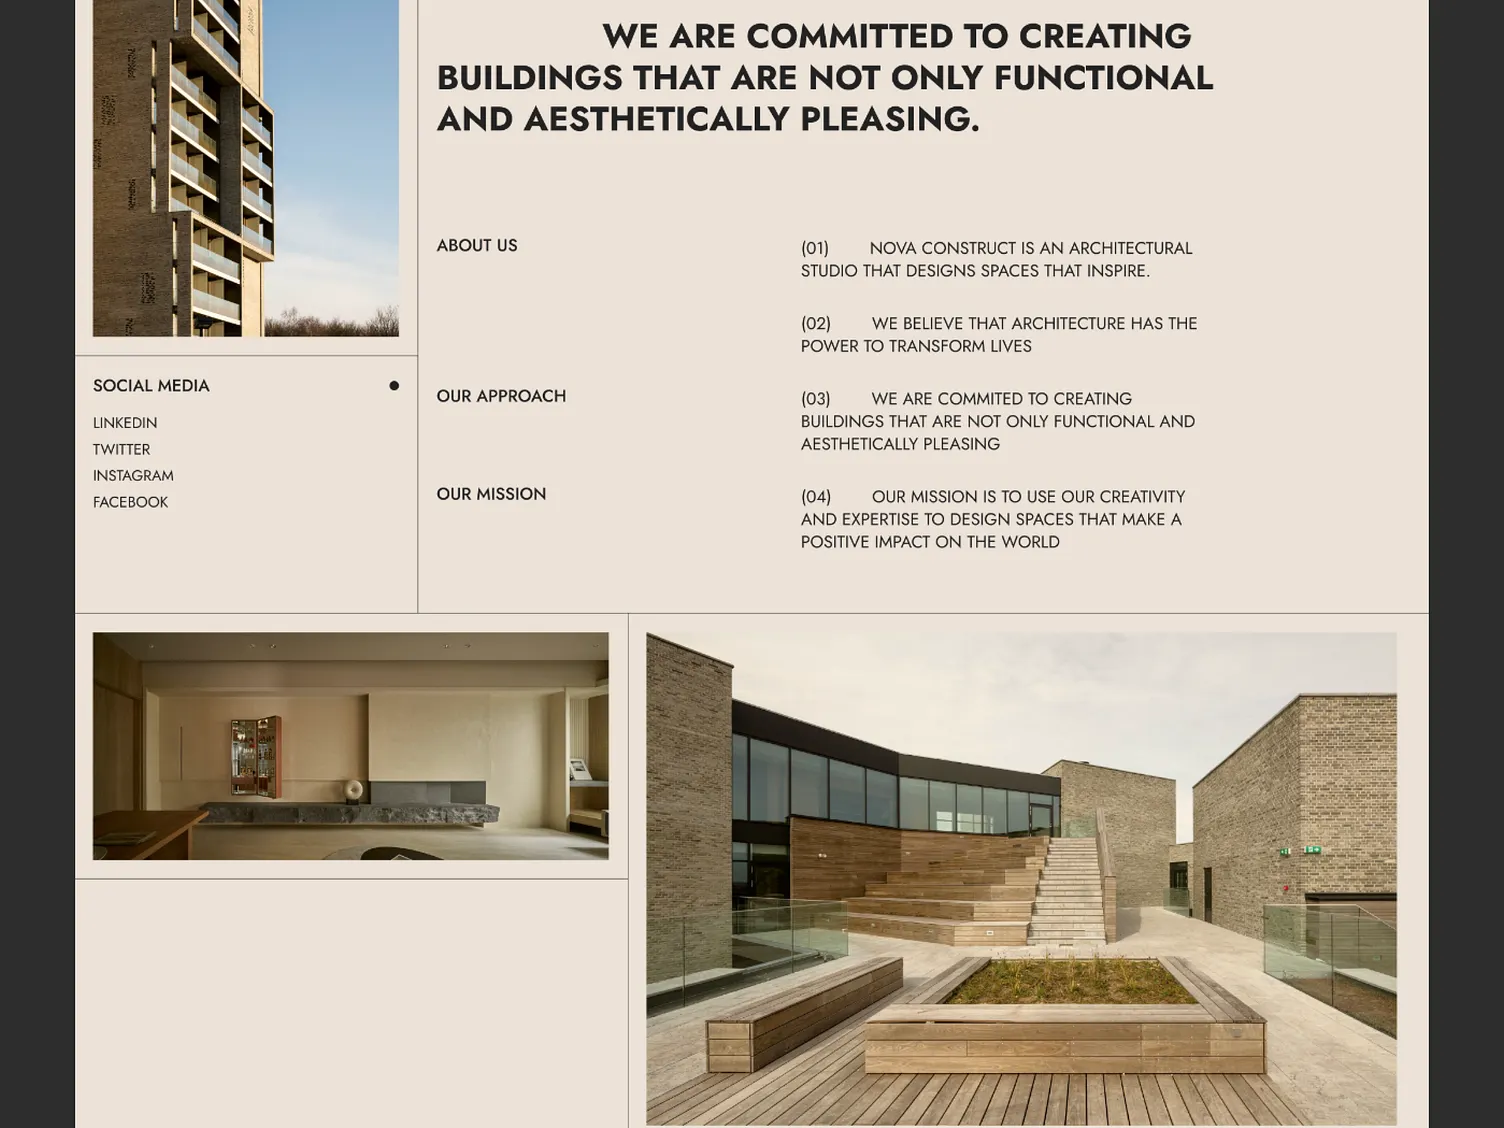 WE ARE COMMITTED TO CREATING
BUILDINGS THAT ARE NOT ONLY FUNCTIONAL
AND AESTHETICALLY PLEASING.
ABOUT US
(01) NOVA CONSTRUCT IS AN ARCHITECTURAL
STUDIO THAT DESIGNS SPACES THAT INSPIRE.
(02) WE BELIEVE THAT ARCHITECTURE HAS THE
POWER TO TRANSFORM LIVES
OUR APPROACH
(03) WE ARE COMMITED TO CREATING
BUILDINGS THAT ARE NOT ONLY FUNCTIONAL AND
AESTHETICALLY PLEASING
OUR MISSION
(04) OUR MISSION IS TO USE OUR CREATIVITY
AND EXPERTISE TO DESIGN SPACES THAT MAKE A
POSITIVE IMPACT ON THE WORLD
SOCIAL MEDIA
LINKEDIN
TWITTER
INSTAGRAM
FACEBOOK